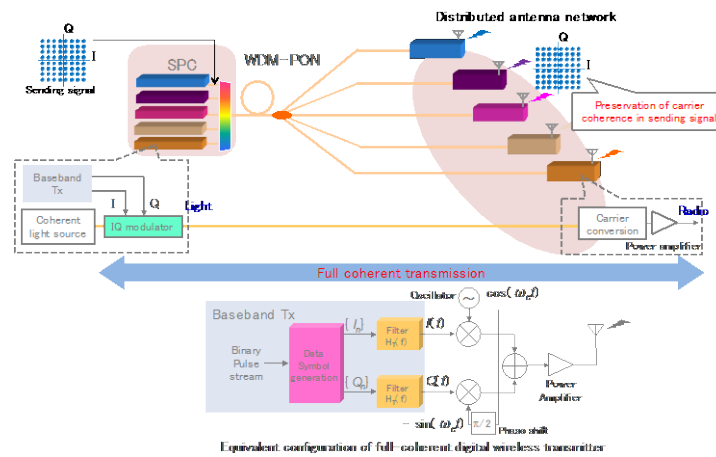 Distributed antenna network
Q
I
Sending signal
SPC
WDM-PON
Q
I
Preservation of carrier
coherence in sending signal
Baseband
Tx
I
Q
Light
Coherent
light source
IQ modulator
Carrier
conversion
Radio
Power amplifier
Full coherent transmission
Oscillator
cos( ω_c t)
Baseband Tx
{ I_n }
Filter
H_T(f)
I(t)
Binary
Pulse
stream
Data
Symbol
generation
{ Q_n }
Filter
H_T(f)
Q(t)
Power
Amplifier
− sin( ω_c t)
π/2
Phase shift
Equivalent configuration of full-coherent digital wireless transmitter